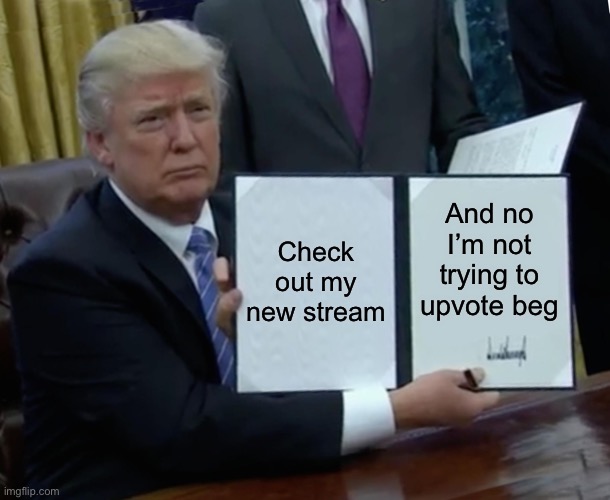 Check
out my
new stream
And no
I’m not
trying to
upvote beg
imgflip.com